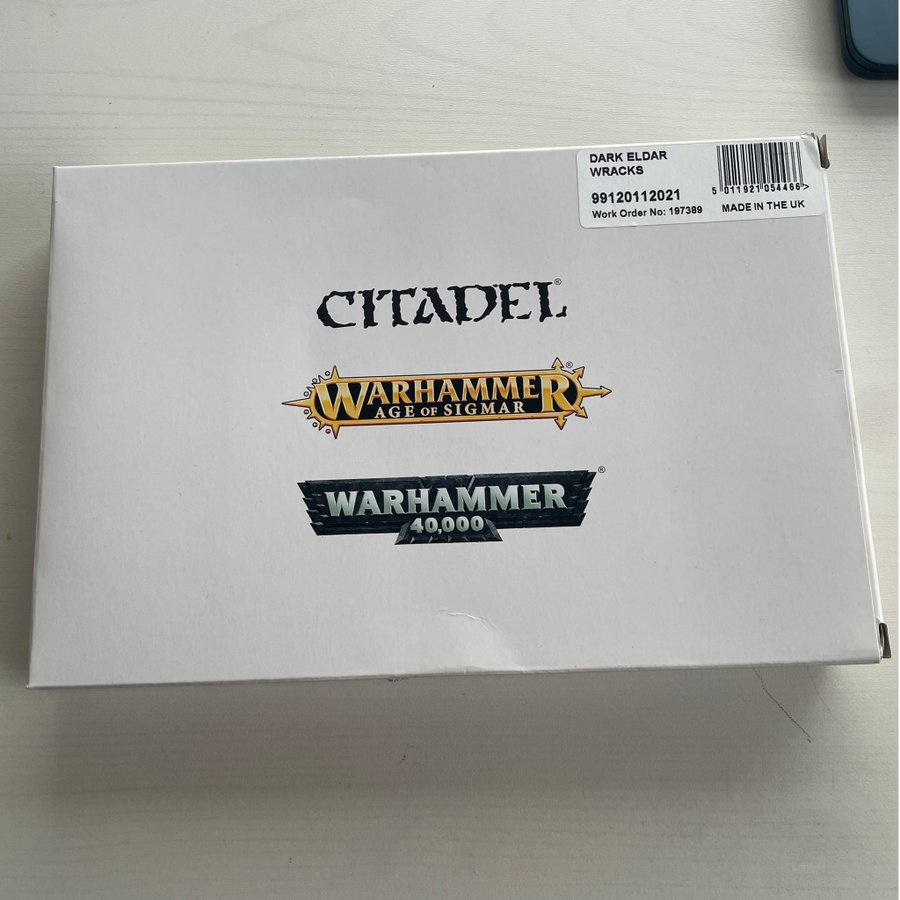 DARK ELDAR
WRACKS
99120112021
Work Order No: 197389
5 011921 054466 >
MADE IN THE UK
CITADEL®
WARHAMMER®
AGE OF SIGMAR
WARHAMMER®
40,000